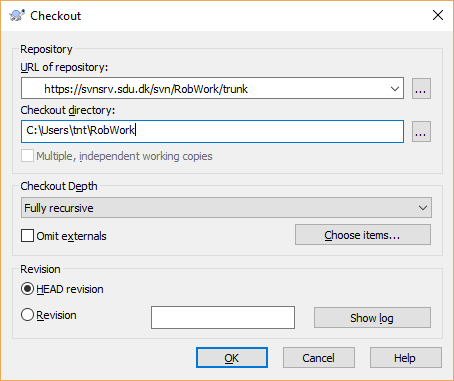 Checkout
Repository
URL of repository:
https://svnsrv.sdu.dk/svn/RobWork/trunk
...
Checkout directory:
C:\Users\tnt\RobWork
...
Multiple, independent working copies
Checkout Depth
Fully recursive
Omit externals
Choose items...
Revision
HEAD revision
Revision
Show log
OK
Cancel
Help